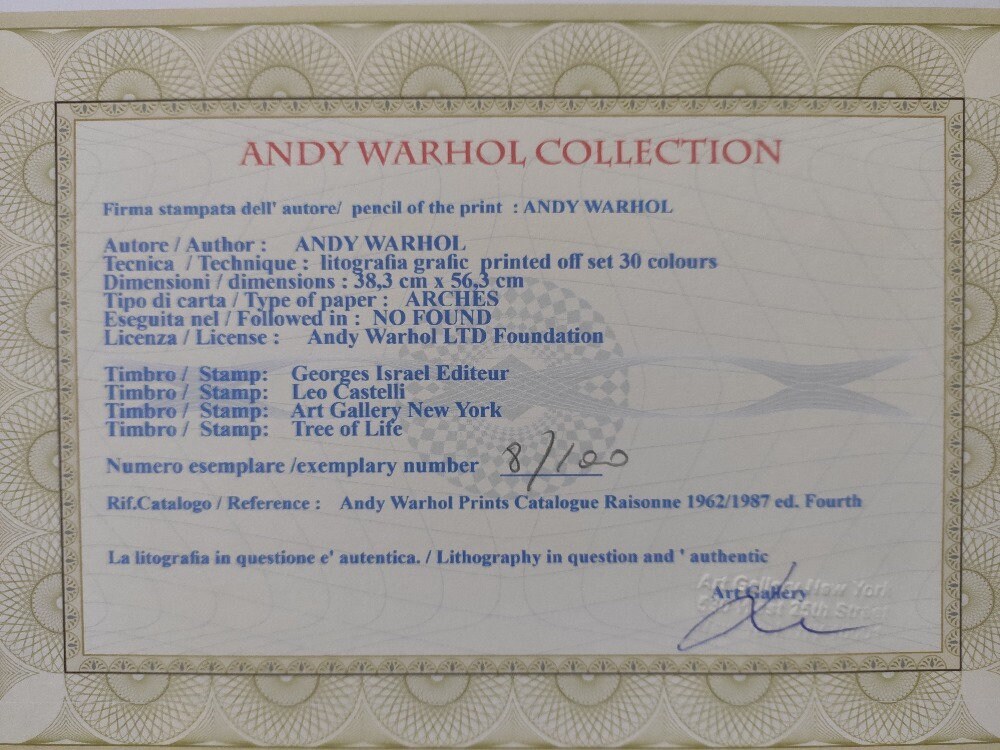 ANDY WARHOL COLLECTION
Firma stampata dell' autore/ pencil of the print : ANDY WARHOL
Autore / Author : ANDY WARHOL
Tecnica / Technique : litografia grafic printed off set 30 colours
Dimensioni / dimensions : 38,3 cm x 56,3 cm
Tipo di carta / Type of paper : ARCHES
Eseguita nel / Followed in : NO FOUND
Licenza / License : Andy Warhol LTD Foundation
Timbro / Stamp: Georges Israel Editeur
Timbro / Stamp: Leo Castelli
Timbro / Stamp: Art Gallery New York
Timbro / Stamp: Tree of Life
Numero esemplare /exemplary number 8/100
Rif.Catalogo / Reference : Andy Warhol Prints Catalogue Raisonne 1962/1987 ed. Fourth
La litografia in questione e' autentica. / Lithography in question and ' authentic
Art Gallery New York
Art Gallery
25th Street